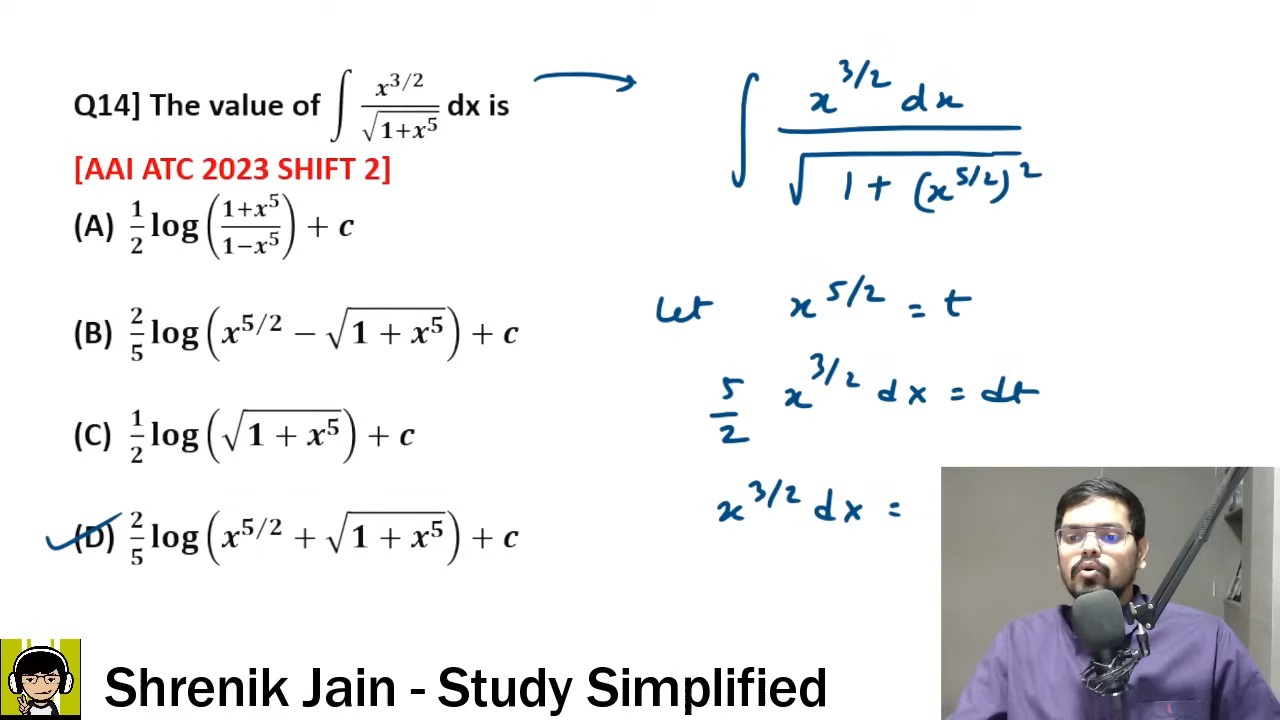 Q14] The value of ∫ x^{3/2}/√(1+x^5) dx is
[AAI ATC 2023 SHIFT 2]
(A) 1/2 log((1+x^5)/(1−x^5)) + c
(B) 2/5 log(x^{5/2} − √(1 + x^5)) + c
(C) 1/2 log(√(1 + x^5)) + c
(D) 2/5 log(x^{5/2} + √(1 + x^5)) + c
∫ x^{3/2} dx / √(1 + (x^{5/2})^2)
Let x^{5/2} = t
5/2 x^{3/2} dx = dt
x^{3/2} dx =
Shrenik Jain - Study Simplified